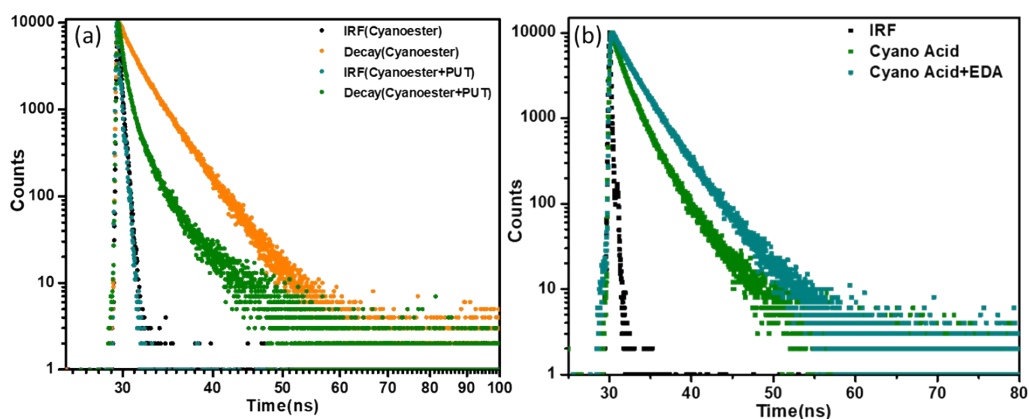 (a)
IRF(Cyanoester)
Decay(Cyanoester)
IRF(Cyanoester+PUT)
Decay(Cyanoester+PUT)
Counts
10000
1000
100
10
1
30 40 50 60 70 80 90 100
Time(ns)
(b)
IRF
Cyano Acid
Cyano Acid+EDA
Counts
10000
1000
100
10
1
30 40 50 60 70 80
Time(ns)